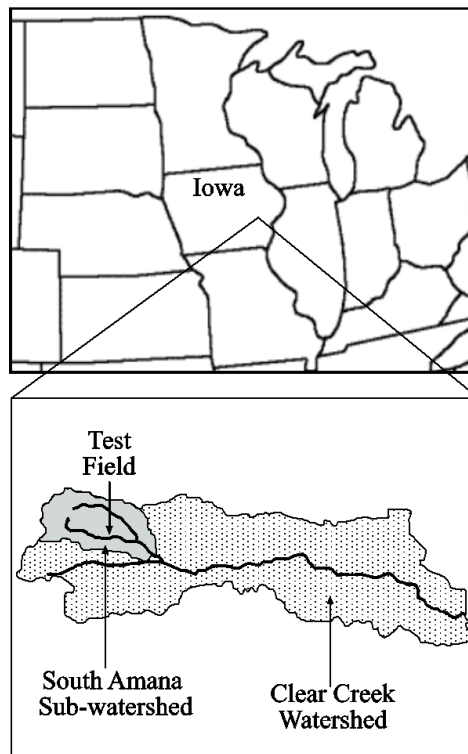 Iowa
Test
Field
South Amana
Sub-watershed
Clear Creek
Watershed